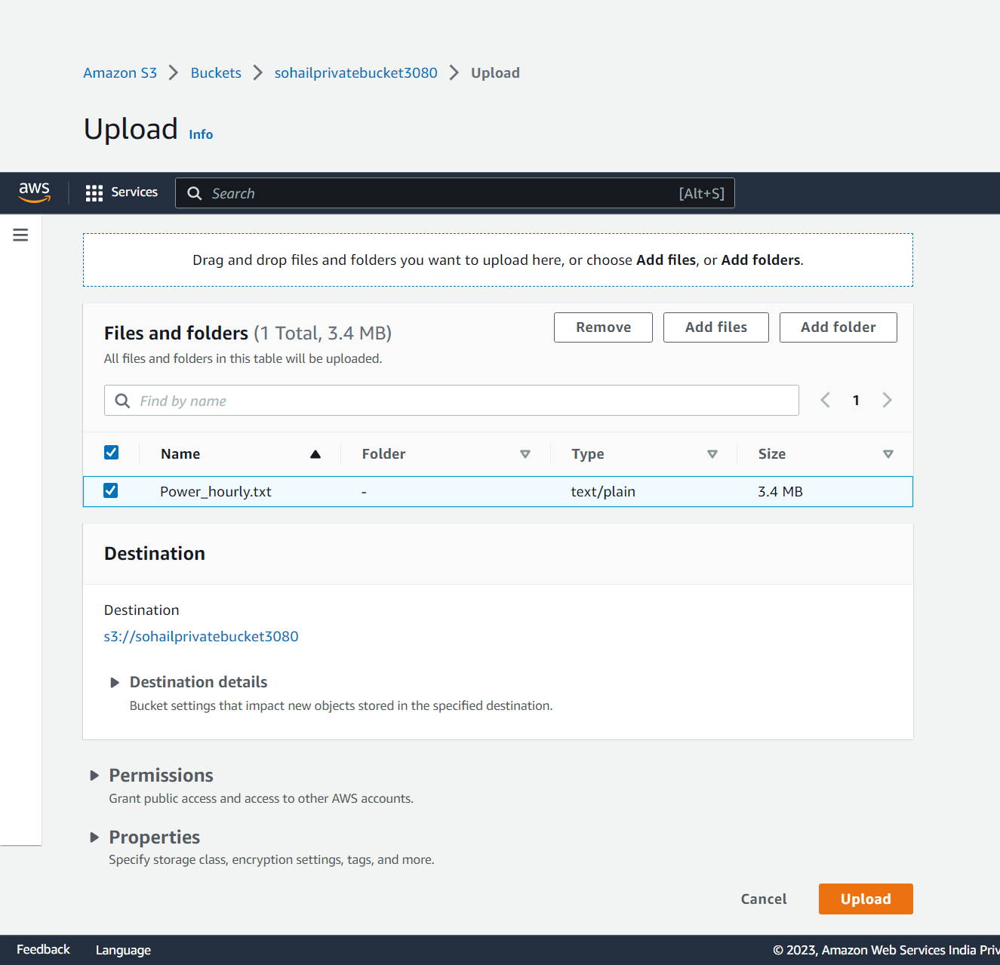 Amazon S3 > Buckets > sohailprivatebucket3080 > Upload
Upload Info
aws Services Search [Alt+S]
Drag and drop files and folders you want to upload here, or choose Add files, or Add folders.
Files and folders (1 Total, 3.4 MB) Remove Add files Add folder
All files and folders in this table will be uploaded.
Find by name 1
Name Folder Type Size
Power_hourly.txt - text/plain 3.4 MB
Destination
Destination
s3://sohailprivatebucket3080
Destination details
Bucket settings that impact new objects stored in the specified destination.
Permissions
Grant public access and access to other AWS accounts.
Properties
Specify storage class, encryption settings, tags, and more.
Cancel Upload
Feedback Language © 2023, Amazon Web Services India Priv